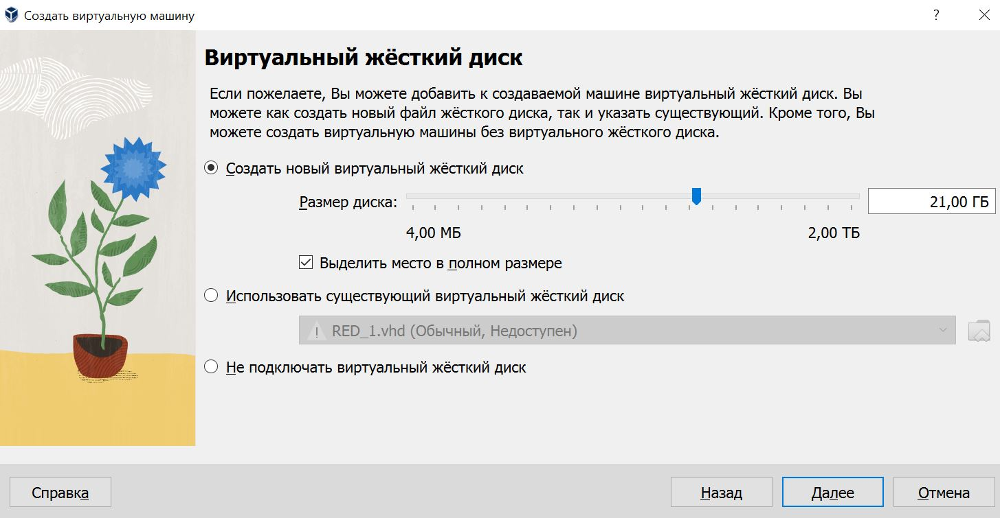 Создать виртуальную машину
?
Виртуальный жёсткий диск
Если пожелаете, Вы можете добавить к создаваемой машине виртуальный жёсткий диск. Вы
можете как создать новый файл жёсткого диска, так и указать существующий. Кроме того, Вы
можете создать виртуальную машины без виртуального жёсткого диска.
Создать новый виртуальный жёсткий диск
Размер диска:
21,00 ГБ
4,00 МБ
2,00 ТБ
Выделить место в полном размере
Использовать существующий виртуальный жёсткий диск
RED_1.vhd (Обычный, Недоступен)
Не подключать виртуальный жёсткий диск
Справка
Назад
Далее
Отмена